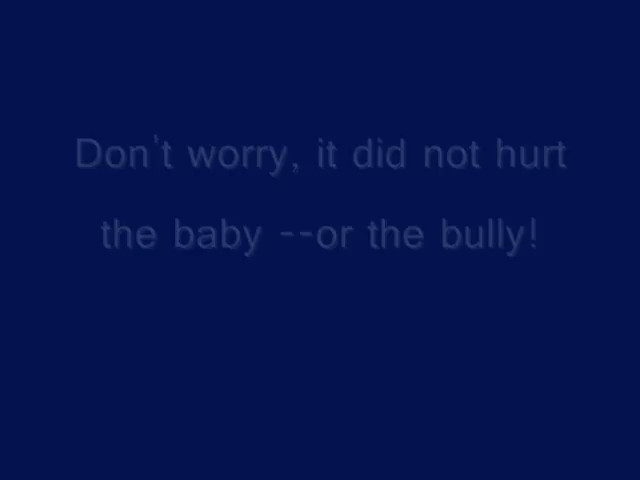 Don't worry, it did not hurt
the baby --or the bully!